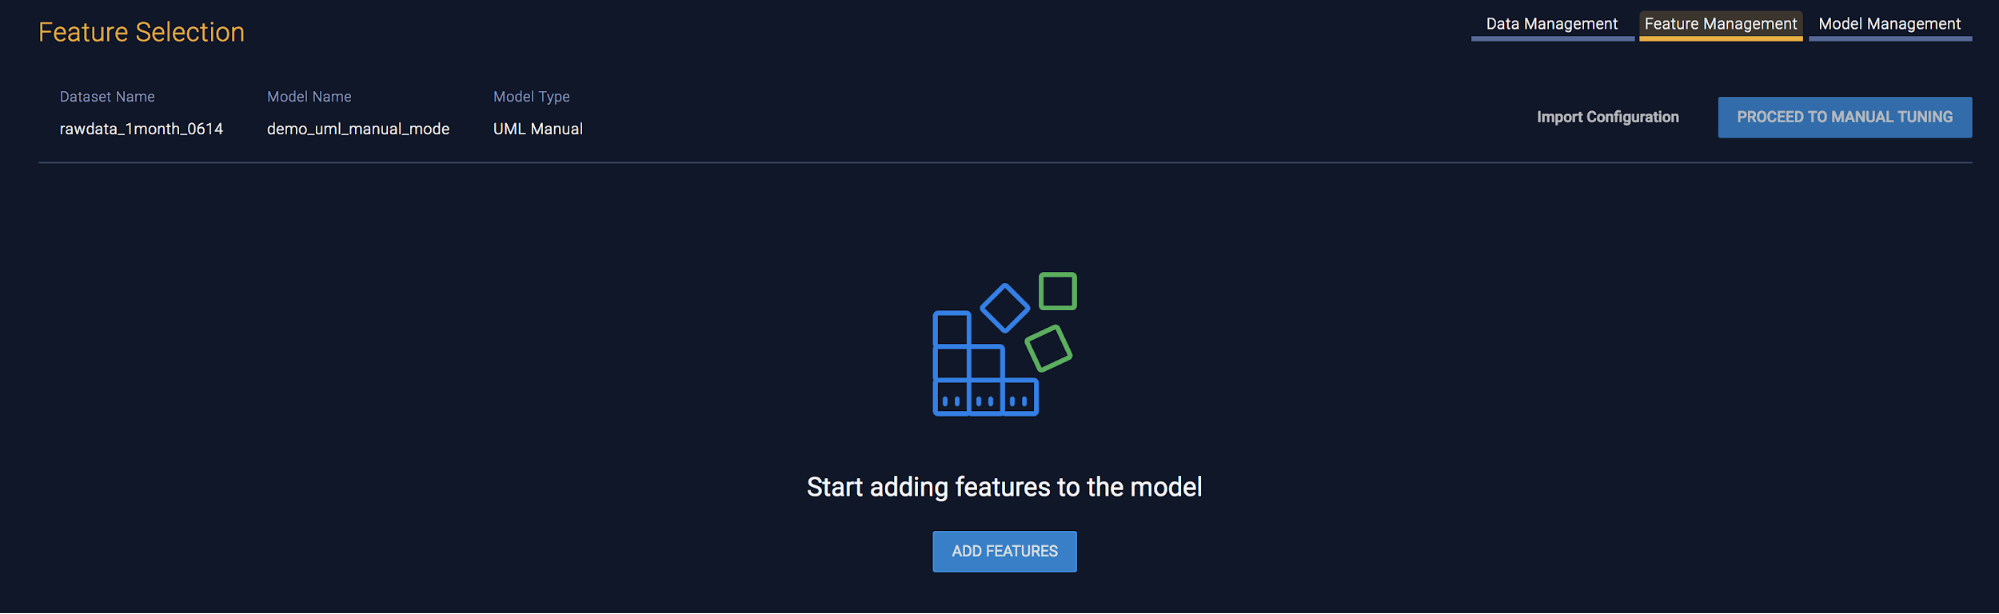 Feature Selection
Data Management
Feature Management
Model Management
Dataset Name
Model Name
Model Type
rawdata_1month_0614
demo_uml_manual_mode
UML Manual
Import Configuration
PROCEED TO MANUAL TUNING
Start adding features to the model
ADD FEATURES